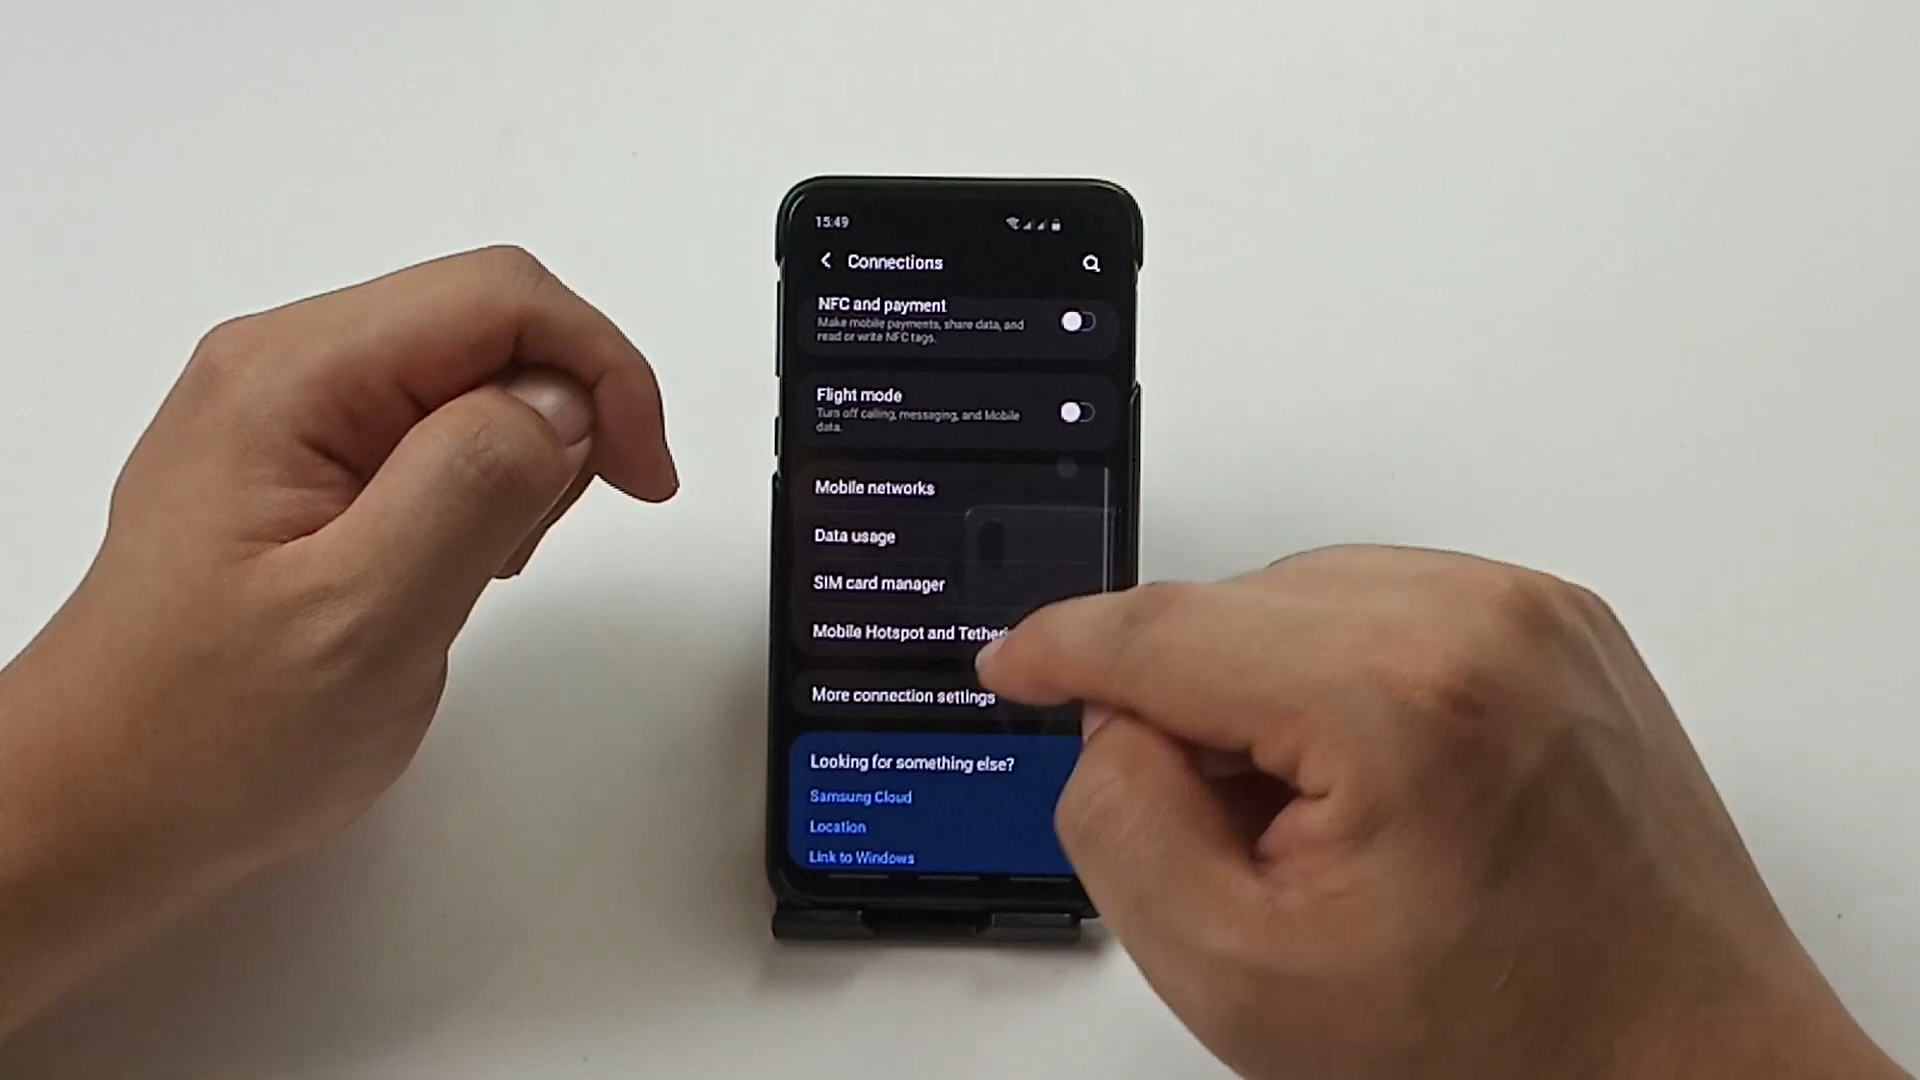 15:49
Connections
NFC and payment
Make mobile payments, share data, and
read or write NFC tags.
Flight mode
Turn off calling, messaging, and Mobile
data.
Mobile networks
Data usage
SIM card manager
Mobile Hotspot and Tetheri
More connection settings
Looking for something else?
Samsung Cloud
Location
Link to Windows